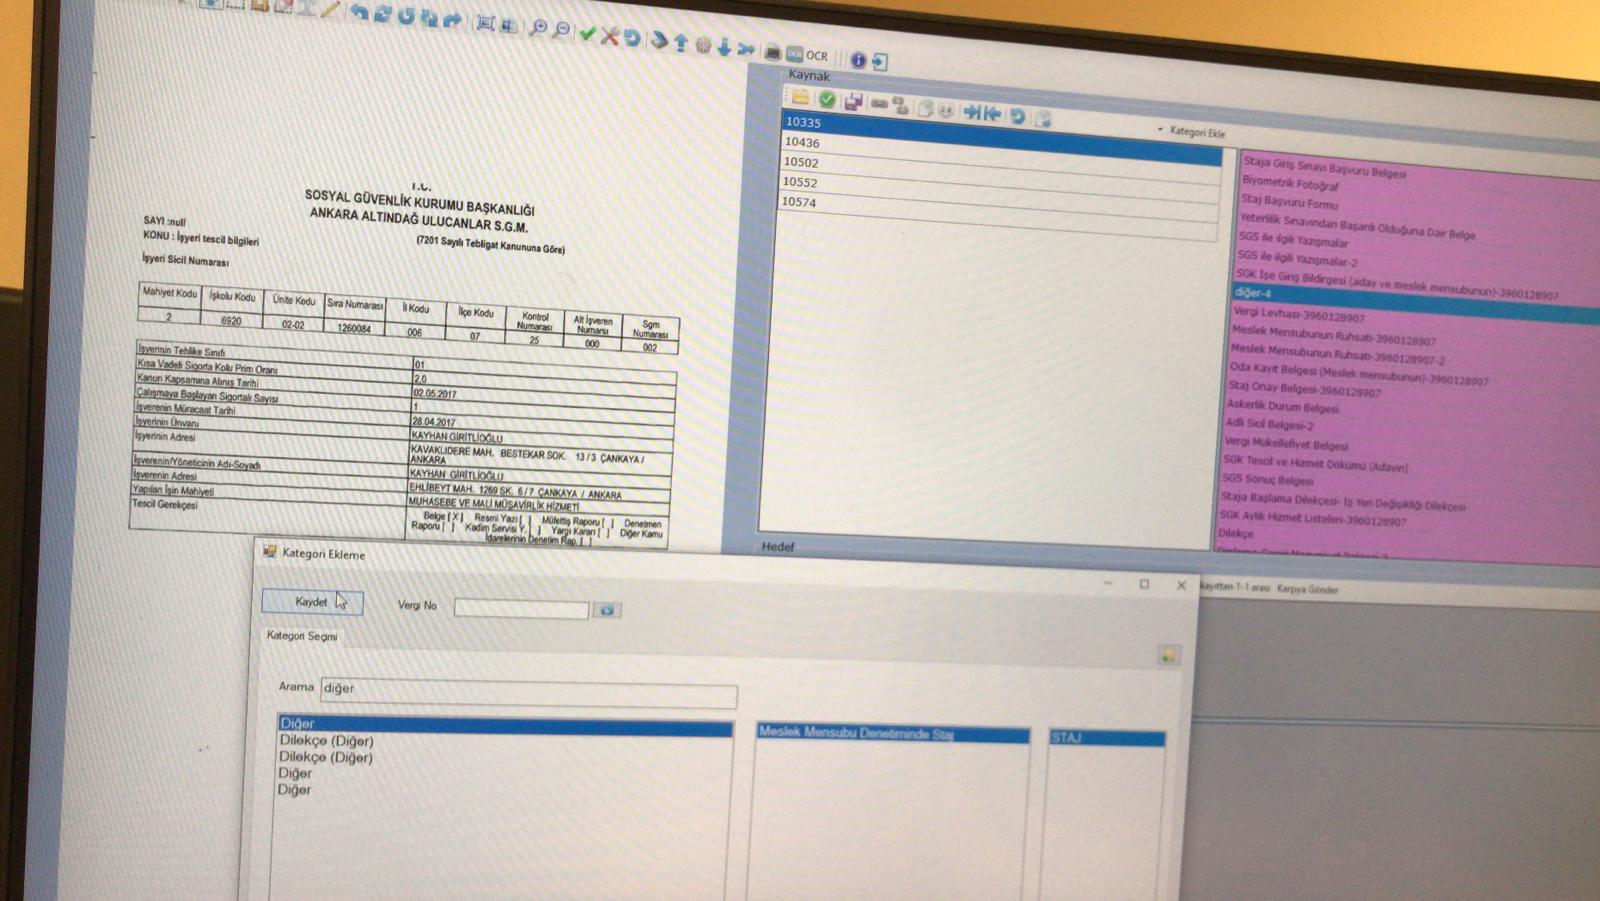 OCR
T.C.
SOSYAL GÜVENLİK KURUMU BAŞKANLIĞI
ANKARA ALTINDAĞ ULUCANLAR S.G.M.
(7201 Sayılı Tebligat Kanununa Göre)
SAYI :null
KONU : İşyeri tescil bilgileri
İşyeri Sicil Numarası
Mahiyet Kodu İşkolu Kodu Ünite Kodu Sıra Numarası İl Kodu İlçe Kodu Kontrol Numarası Alt İşveren Numarsı Sgm Numarası
2 6920 02-02 1260084 006 07 25 000 002
İşyerinin Tehlike Sınıfı
Kısa Vadeli Sigorta Kolu Prim Oranı 01
Kanun Kapsamına Alınış Tarihi 2,0
Çalışmaya Başlayan Sigortalı Sayısı 02.05.2017
İşverenin Müracaat Tarihi 1
İşyerinin Ünvanı 28.04.2017
İşyerinin Adresi KAYHAN GİRİTLİOĞLU
KAVAKLIDERE MAH. BESTEKAR SOK. 13 / 3 ÇANKAYA /
ANKARA
İşverenin/Yöneticinin Adı-Soyadı KAYHAN GİRİTLİOĞLU
İşverenin Adresi EHLİBEYT MAH. 1269 SK. 6 / 7 ÇANKAYA / ANKARA
Yapılan İşin Mahiyeti MUHASEBE VE MALİ MÜŞAVİRLİK HİZMETİ
Tescil Gerekçesi Belge [ X ] Resmi Yazı [ ] Müfettiş Raporu [ ] Denetmen
Raporu [ ] Kadim Servisi Y. [ ] Yargı Kararı [ ] Diğer Kamu
İdarelerinin Denetim Rap. [ ]
Kaynak
10335
10436
10502
10552
10574
Kategori Ekle
Staja Giriş Sınavı Başvuru Belgesi
Biyometrik Fotoğraf
Staj Başvuru Formu
Yeterlilik Sınavından Başarılı Olduğuna Dair Belge
SGS ile ilgili Yazışmalar
SGS ile ilgili Yazışmalar-2
SGK İşe Giriş Bildirgesi (aday ve meslek mensubunun)-3960128907
diğer-4
Vergi Levhası-3960128907
Meslek Mensubunun Ruhsatı-3960128907
Meslek Mensubunun Ruhsatı-3960128907-2
Oda Kayıt Belgesi (Meslek mensubunun)-3960128907
Staj Onay Belgesi-3960128907
Askerlik Durum Belgesi
Adli Sicil Belgesi-2
Vergi Mükellefiyet Belgesi
SGK Tescil ve Hizmet Dökümü (Adayın)
SGS Sonuç Belgesi
Staja Başlama Dilekçesi- İş Yeri Değişikliği Dilekçesi
SGK Aylık Hizmet Listeleri-3960128907
Dilekçe
Hedef
kayıttan 1-1 arası Karşıya Gönder
Kategori Ekleme
Kaydet
Vergi No
Kategori Seçimi
Arama diğer
Diğer
Dilekçe (Diğer)
Dilekçe (Diğer)
Diğer
Diğer
Meslek Mensubu Denetiminde Staj
STAJ